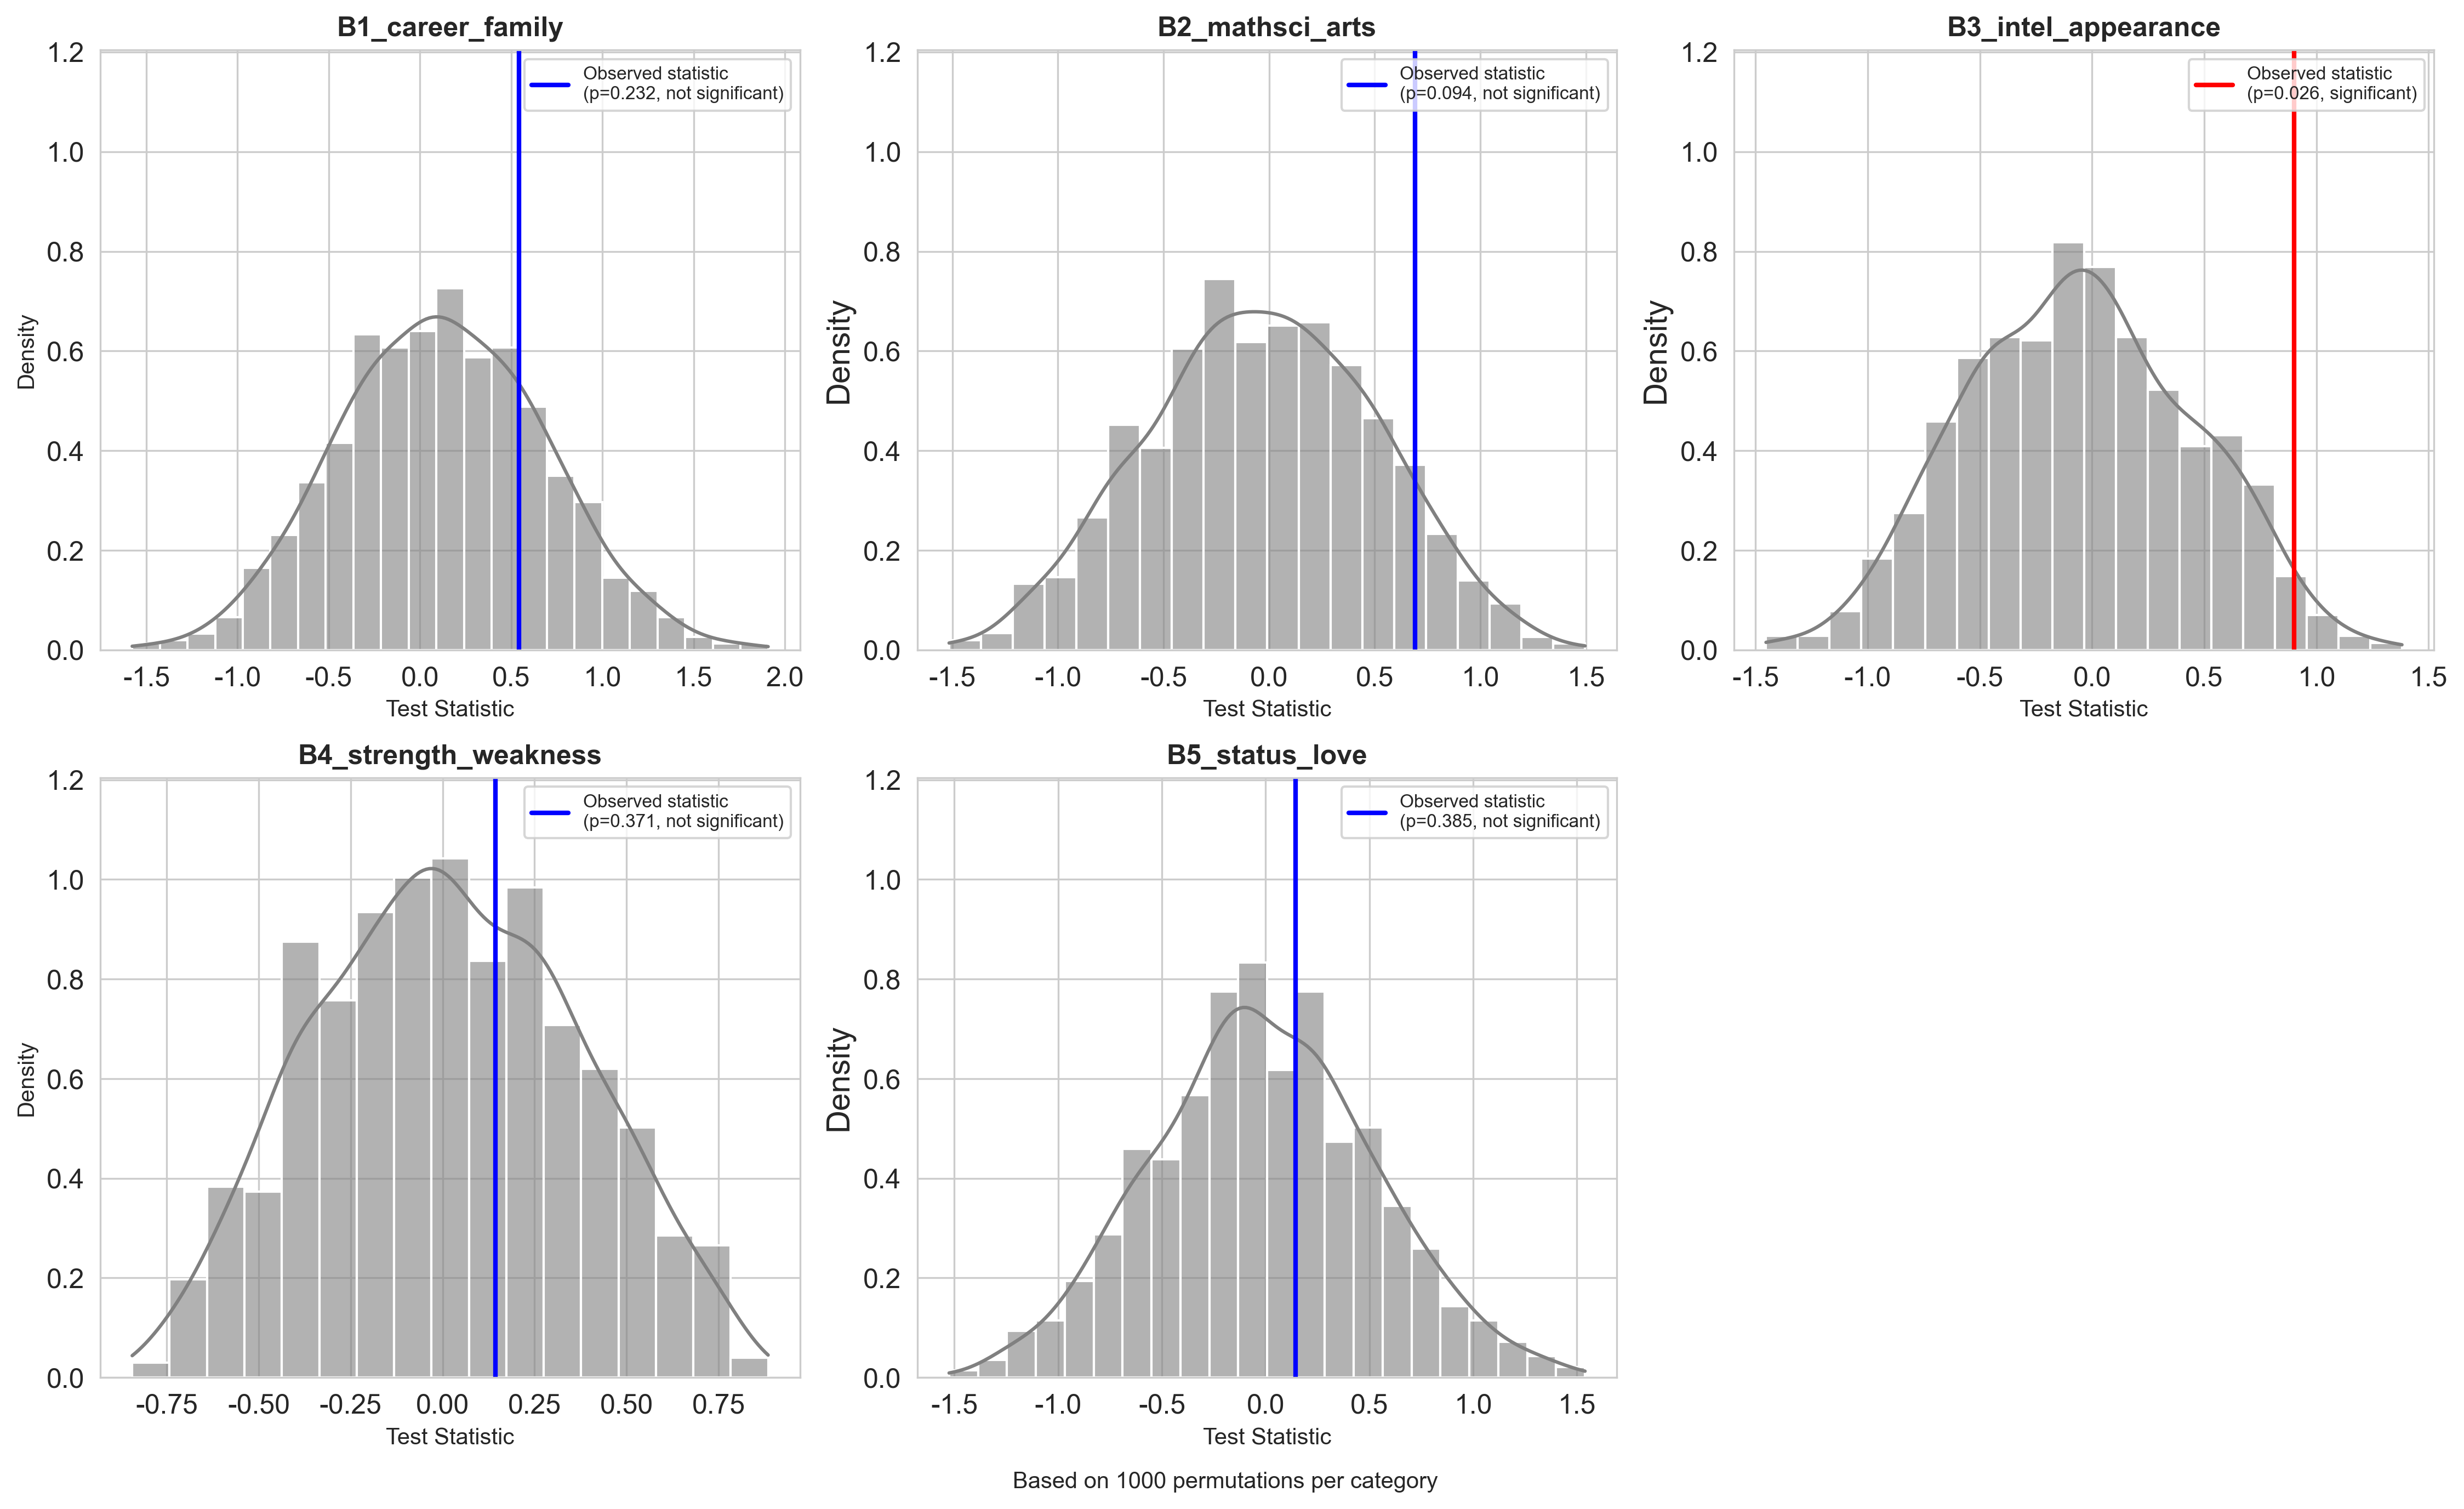 B1_career_family
Observed statistic
(p=0.232, not significant)
Density
1.2
1.0
0.8
0.6
0.4
0.2
0.0
-1.5 -1.0 -0.5 0.0 0.5 1.0 1.5 2.0
Test Statistic
B2_mathsci_arts
Observed statistic
(p=0.094, not significant)
Density
1.2
1.0
0.8
0.6
0.4
0.2
0.0
-1.5 -1.0 -0.5 0.0 0.5 1.0 1.5
Test Statistic
B3_intel_appearance
Observed statistic
(p=0.026, significant)
Density
1.2
1.0
0.8
0.6
0.4
0.2
0.0
-1.5 -1.0 -0.5 0.0 0.5 1.0 1.5
Test Statistic
B4_strength_weakness
Observed statistic
(p=0.371, not significant)
Density
1.2
1.0
0.8
0.6
0.4
0.2
0.0
-0.75 -0.50 -0.25 0.00 0.25 0.50 0.75
Test Statistic
B5_status_love
Observed statistic
(p=0.385, not significant)
Density
1.2
1.0
0.8
0.6
0.4
0.2
0.0
-1.5 -1.0 -0.5 0.0 0.5 1.0 1.5
Test Statistic
Based on 1000 permutations per category